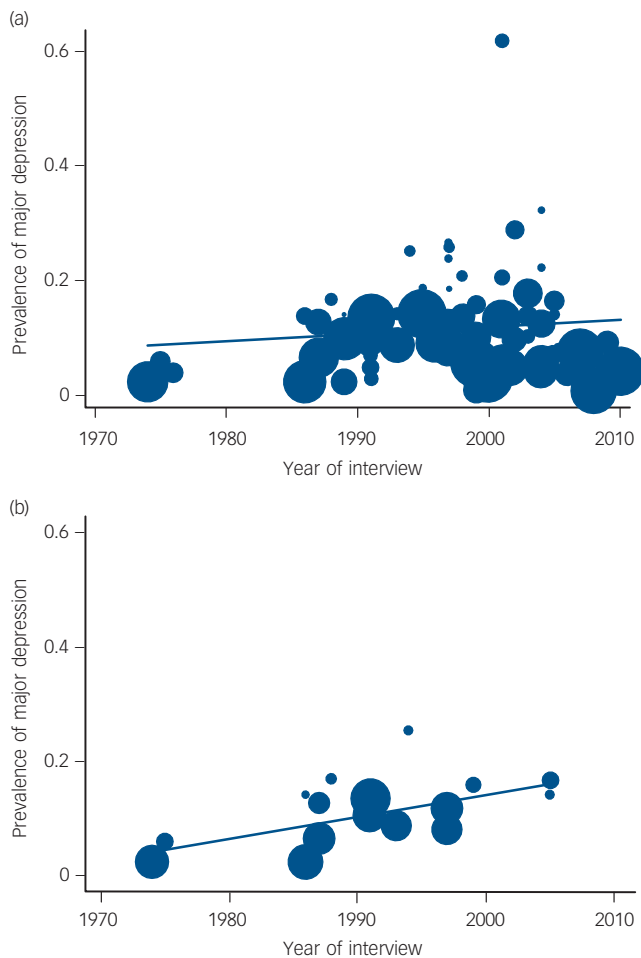 (a)
0.6
0.4
0.2
0
Prevalence of major depression
1970 1980 1990 2000 2010
Year of interview
(b)
0.6
0.4
0.2
0
Prevalence of major depression
1970 1980 1990 2000 2010
Year of interview